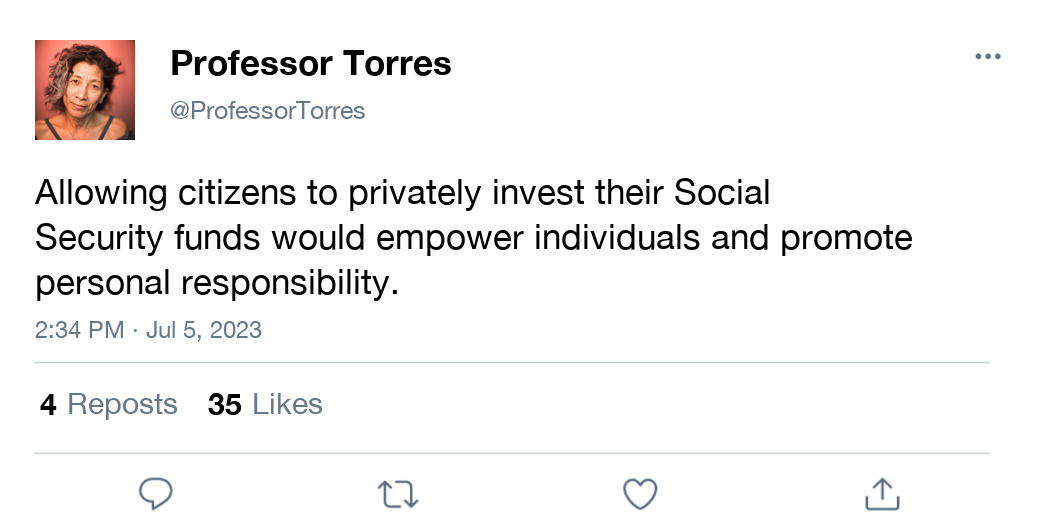 Professor Torres
@ProfessorTorres
Allowing citizens to privately invest their Social
Security funds would empower individuals and promote
personal responsibility.
2:34 PM · Jul 5, 2023
4 Reposts 35 Likes